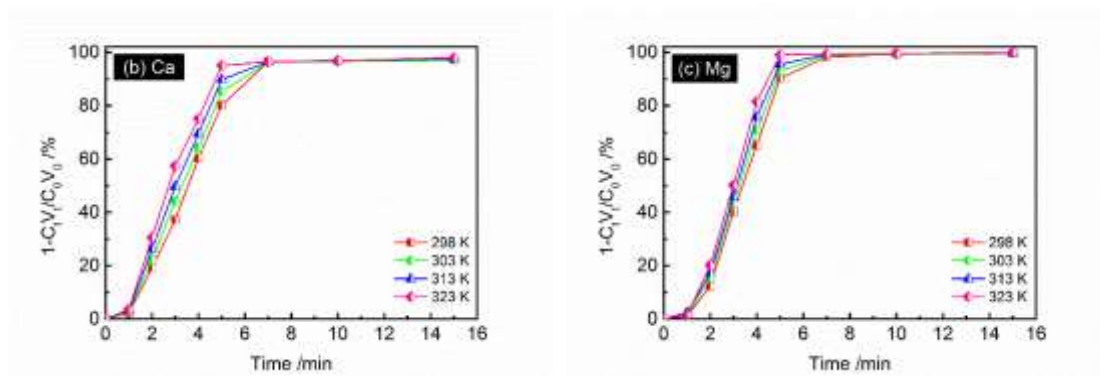 (b) Ca
1-CₜVₜ/C₀V₀ /%
100
80
60
40
20
0
298 K
303 K
313 K
323 K
0 2 4 6 8 10 12 14 16
Time /min
(c) Mg
1-CₜVₜ/C₀V₀ /%
100
80
60
40
20
0
298 K
303 K
313 K
323 K
0 2 4 6 8 10 12 14 16
Time /min